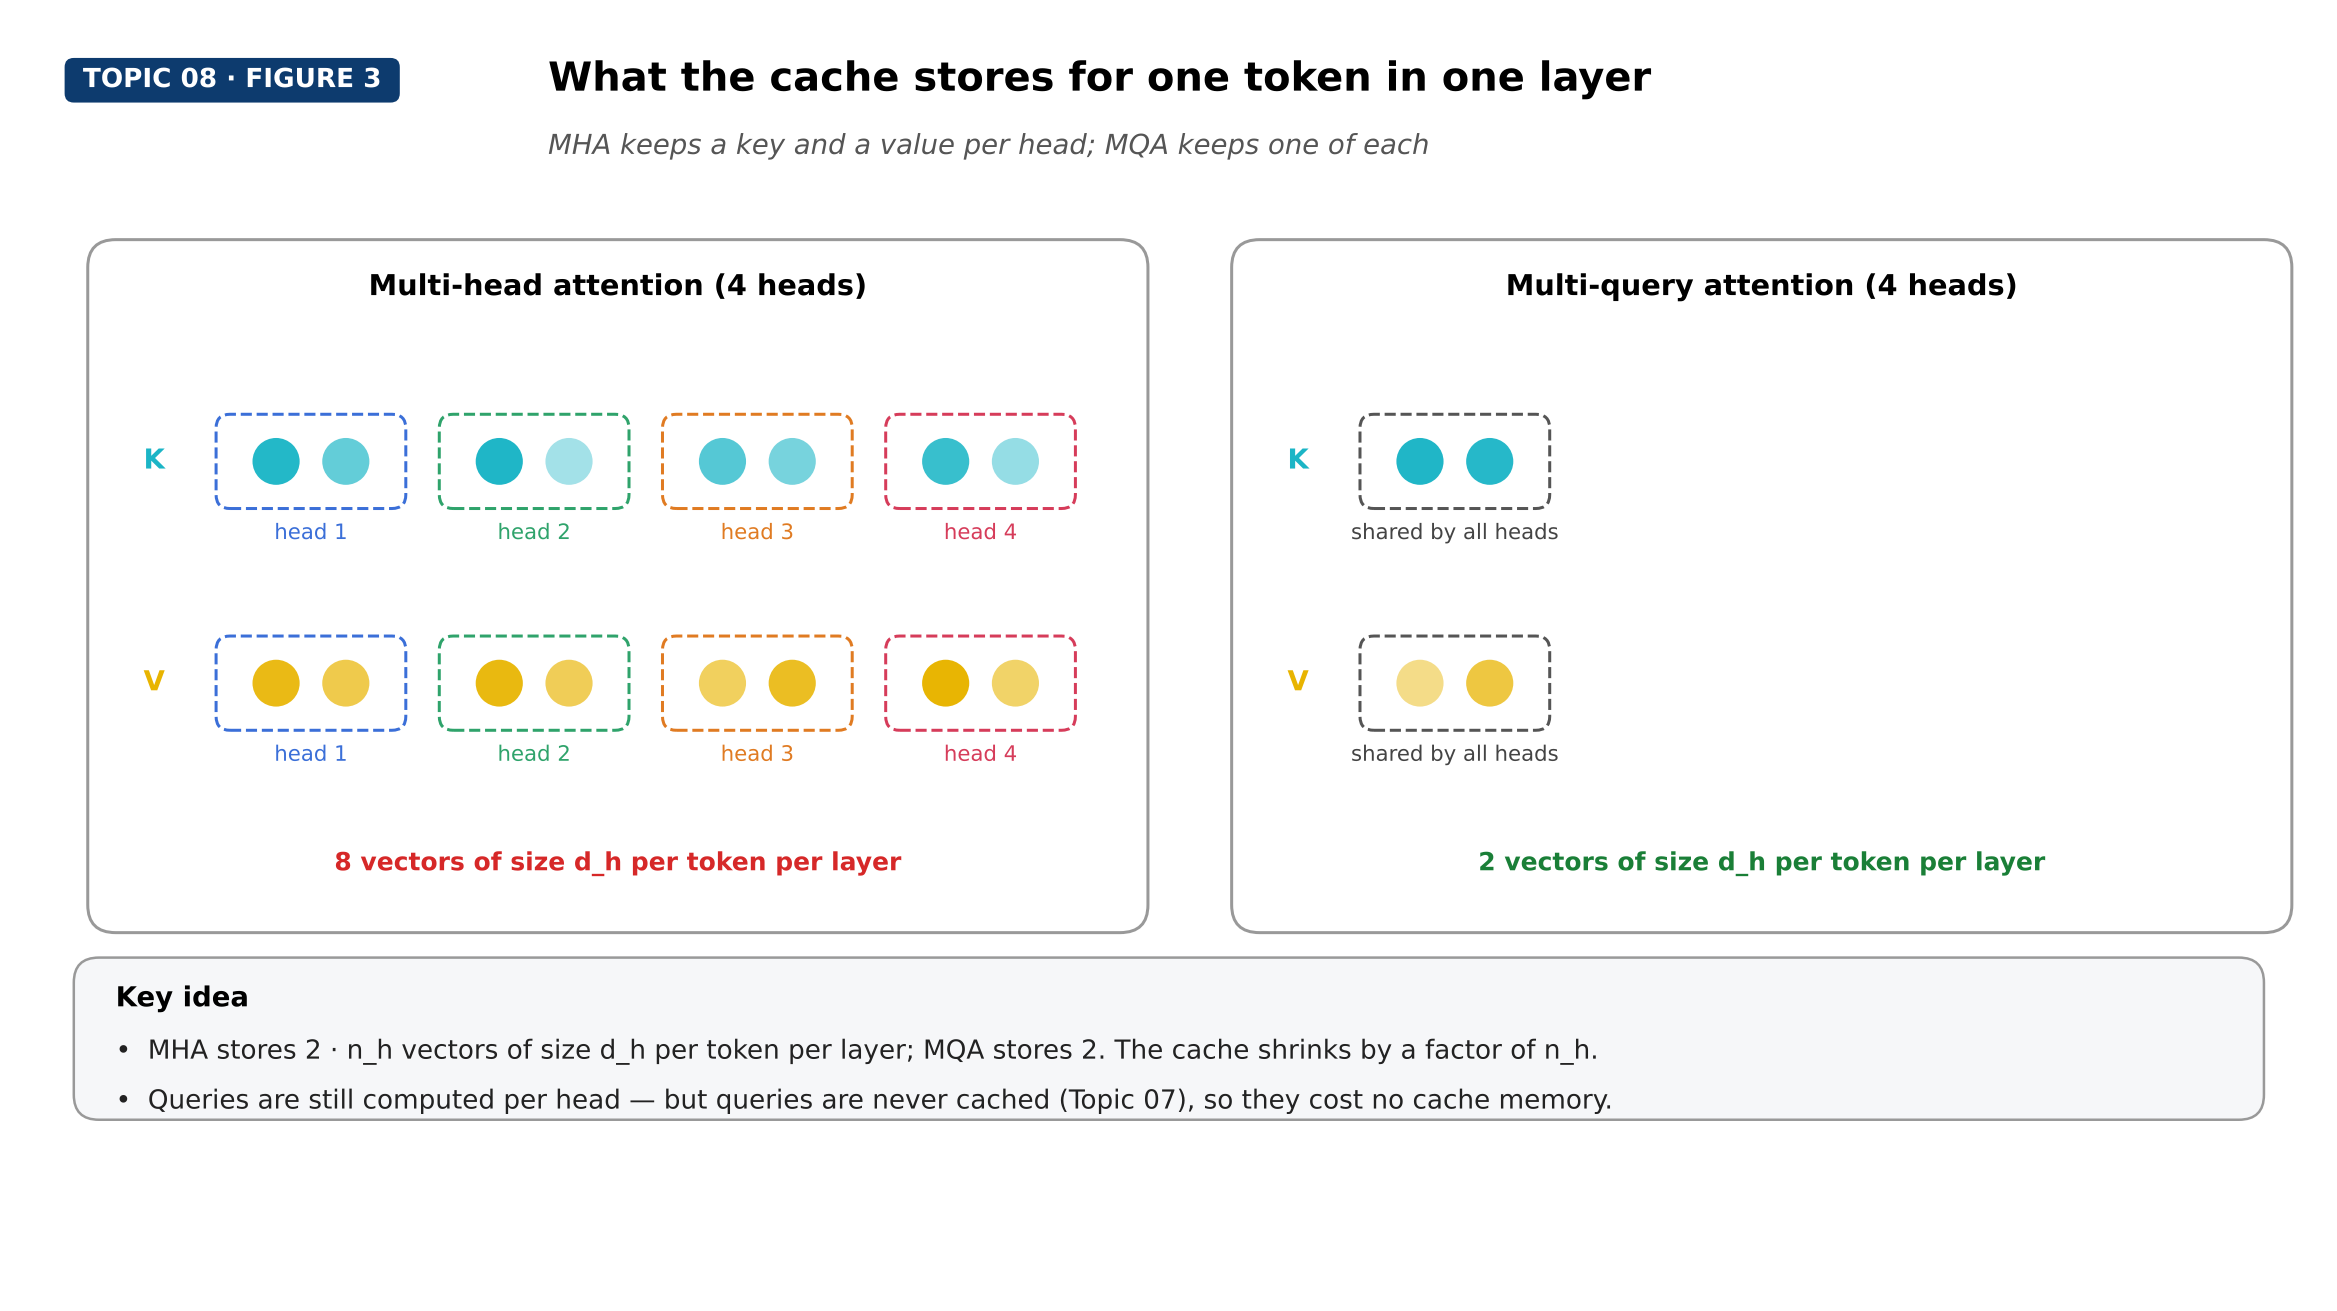 TOPIC 08 · FIGURE 3
What the cache stores for one token in one layer
MHA keeps a key and a value per head; MQA keeps one of each
Multi-head attention (4 heads)
K
head 1
head 2
head 3
head 4
V
head 1
head 2
head 3
head 4
8 vectors of size d_h per token per layer
Multi-query attention (4 heads)
K
shared by all heads
V
shared by all heads
2 vectors of size d_h per token per layer
Key idea
• MHA stores 2 · n_h vectors of size d_h per token per layer; MQA stores 2. The cache shrinks by a factor of n_h.
• Queries are still computed per head — but queries are never cached (Topic 07), so they cost no cache memory.